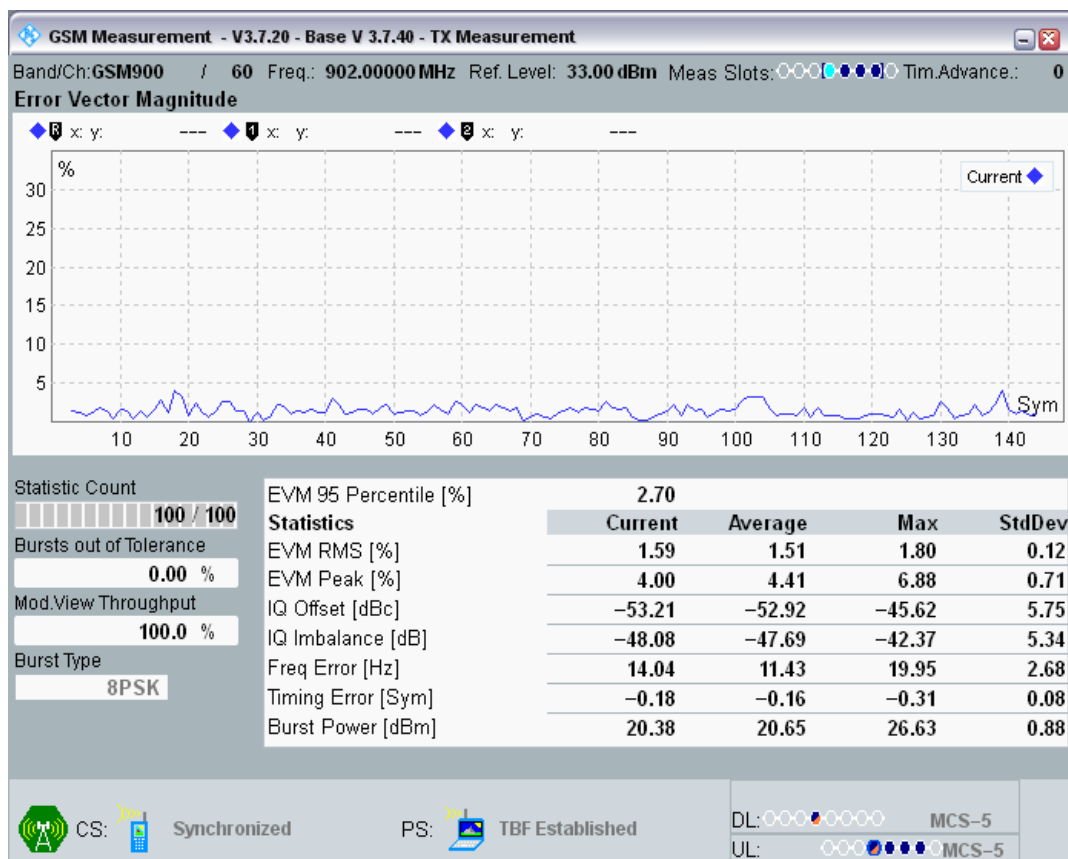 GSM Measurement - V3.7.20 - Base V 3.7.40 - TX Measurement
Band/Ch:GSM900 / 60 Freq.: 902.00000 MHz Ref. Level: 33.00 dBm Meas Slots: Tim.Advance.: 0
Error Vector Magnitude
R x: y: --- 1 x: y: --- 2 x: y: ---
%
Current
30
25
20
15
10
5
Sym
10 20 30 40 50 60 70 80 90 100 110 120 130 140
Statistic Count
100 / 100
Bursts out of Tolerance
0.00 %
Mod.View Throughput
100.0 %
Burst Type
8PSK
EVM 95 Percentile [%] 2.70
Statistics Current Average Max StdDev
EVM RMS [%] 1.59 1.51 1.80 0.12
EVM Peak [%] 4.00 4.41 6.88 0.71
IQ Offset [dBc] −53.21 −52.92 −45.62 5.75
IQ Imbalance [dB] −48.08 −47.69 −42.37 5.34
Freq Error [Hz] 14.04 11.43 19.95 2.68
Timing Error [Sym] −0.18 −0.16 −0.31 0.08
Burst Power [dBm] 20.38 20.65 26.63 0.88
CS: Synchronized PS: TBF Established
DL: MCS−5
UL: MCS−5